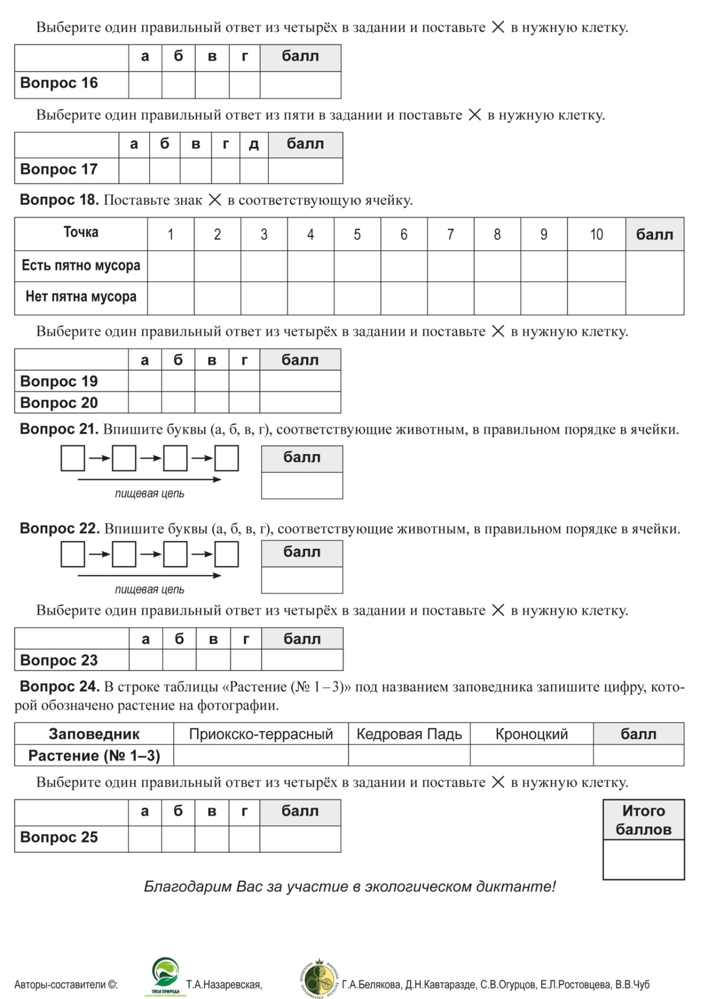 Выберите один правильный ответ из четырёх в задании и поставьте ✕ в нужную клетку.
а б в г балл
Вопрос 16
Выберите один правильный ответ из пяти в задании и поставьте ✕ в нужную клетку.
а б в г д балл
Вопрос 17
Вопрос 18. Поставьте знак ✕ в соответствующую ячейку.
Точка 1 2 3 4 5 6 7 8 9 10 балл
Есть пятно мусора
Нет пятна мусора
Выберите один правильный ответ из четырёх в задании и поставьте ✕ в нужную клетку.
а б в г балл
Вопрос 19
Вопрос 20
Вопрос 21. Впишите буквы (а, б, в, г), соответствующие животным, в правильном порядке в ячейки.
балл
пищевая цепь
Вопрос 22. Впишите буквы (а, б, в, г), соответствующие животным, в правильном порядке в ячейки.
балл
пищевая цепь
Выберите один правильный ответ из четырёх в задании и поставьте ✕ в нужную клетку.
а б в г балл
Вопрос 23
Вопрос 24. В строке таблицы «Растение (№ 1–3)» под названием заповедника запишите цифру, кото-
рой обозначено растение на фотографии.
Заповедник Приокско-террасный Кедровая Падь Кроноцкий балл
Растение (№ 1–3)
Выберите один правильный ответ из четырёх в задании и поставьте ✕ в нужную клетку.
а б в г балл
Вопрос 25
Итого
баллов
Благодарим Вас за участие в экологическом диктанте!
Авторы-составители ©: ТВОЯ ПРИРОДА Т.А.Назаревская, Г.А.Белякова, Д.Н.Кавтарадзе, С.В.Огурцов, Е.Л.Ростовцева, В.В.Чуб